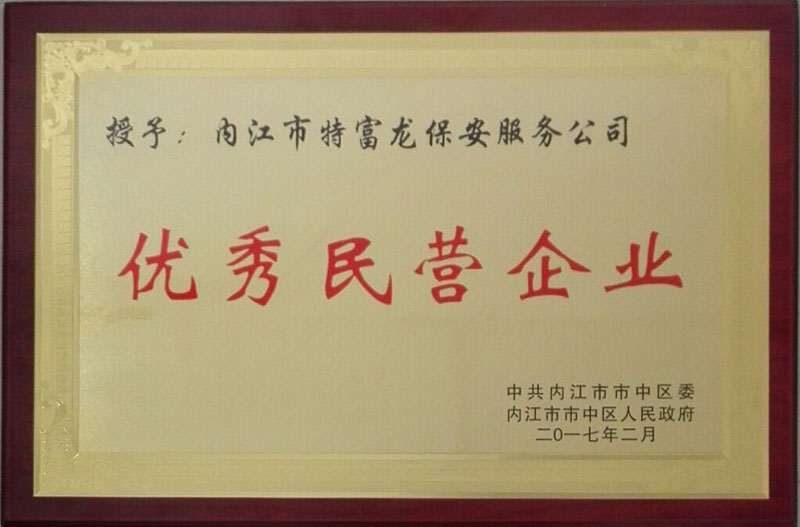 授予：内江市特富龙保安服务公司
优秀民营企业
中共内江市市中区委
内江市市中区人民政府
二〇一七年二月